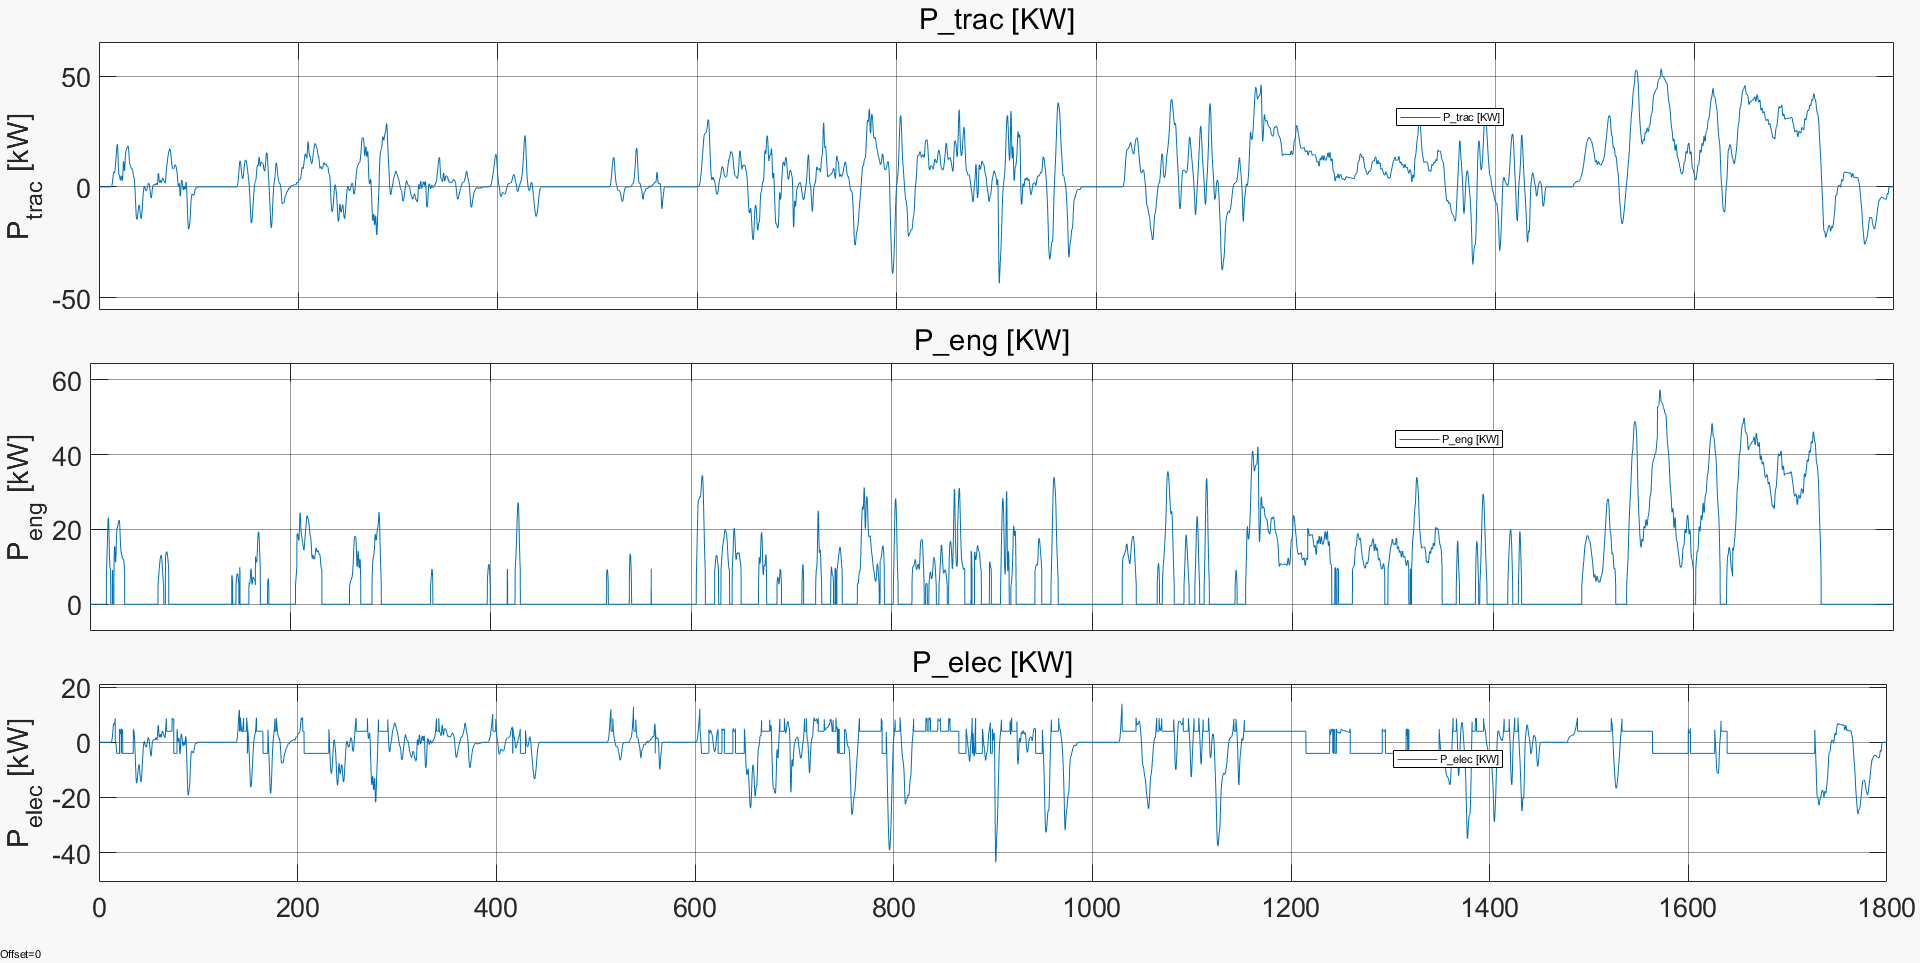 P_trac [KW]
50
0
-50
P_trac [kW]
P_trac [KW]
P_eng [KW]
60
40
20
0
P_eng [kW]
P_eng [KW]
P_elec [KW]
20
0
-20
-40
P_elec [kW]
P_elec [KW]
0 200 400 600 800 1000 1200 1400 1600 1800
Offset=0